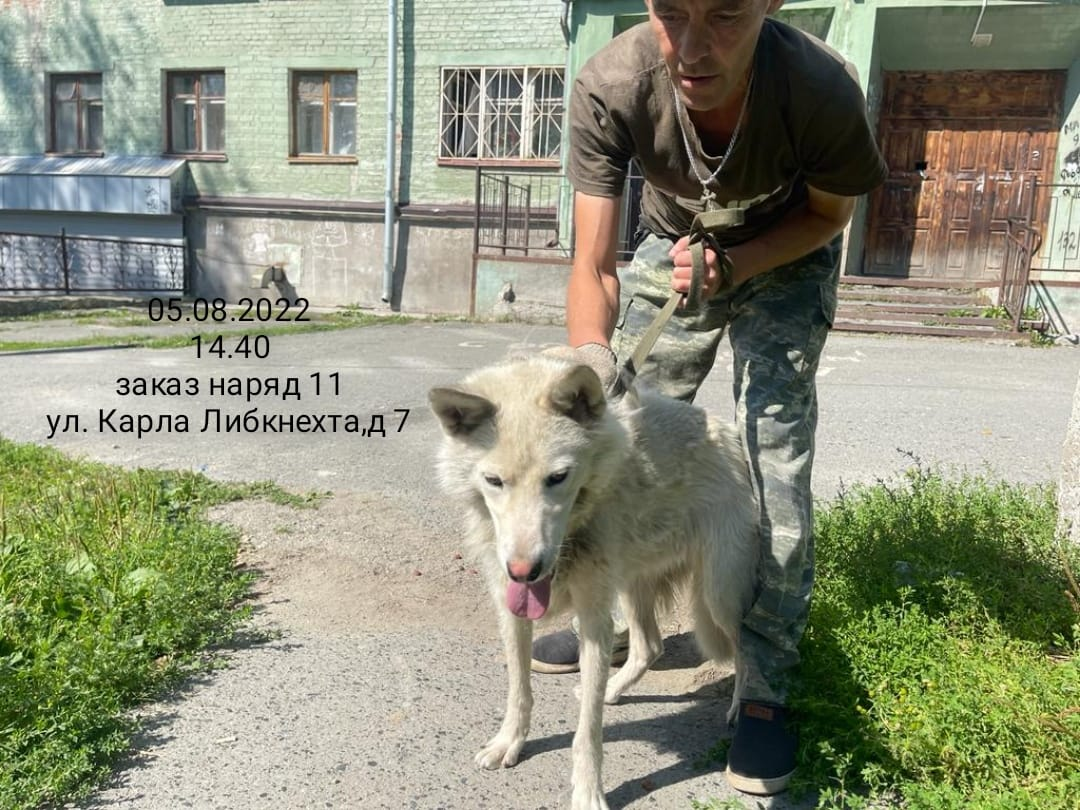 05.08.2022
14.40
заказ наряд 11
ул. Карла Либкнехта,д 7